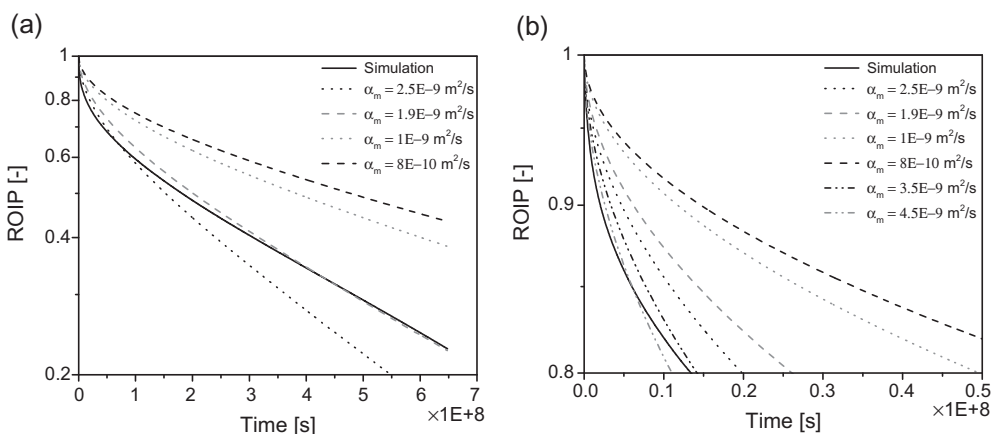 (a)
1
0.8
0.6
0.4
0.2
ROIP [-]
0 1 2 3 4 5 6 7
×1E+8
Time [s]
Simulation
αm = 2.5E−9 m²/s
αm = 1.9E−9 m²/s
αm = 1E−9 m²/s
αm = 8E−10 m²/s
(b)
1
0.9
0.8
ROIP [-]
0.0 0.1 0.2 0.3 0.4 0.5
×1E+8
Time [s]
Simulation
αm = 2.5E−9 m²/s
αm = 1.9E−9 m²/s
αm = 1E−9 m²/s
αm = 8E−10 m²/s
αm = 3.5E−9 m²/s
αm = 4.5E−9 m²/s